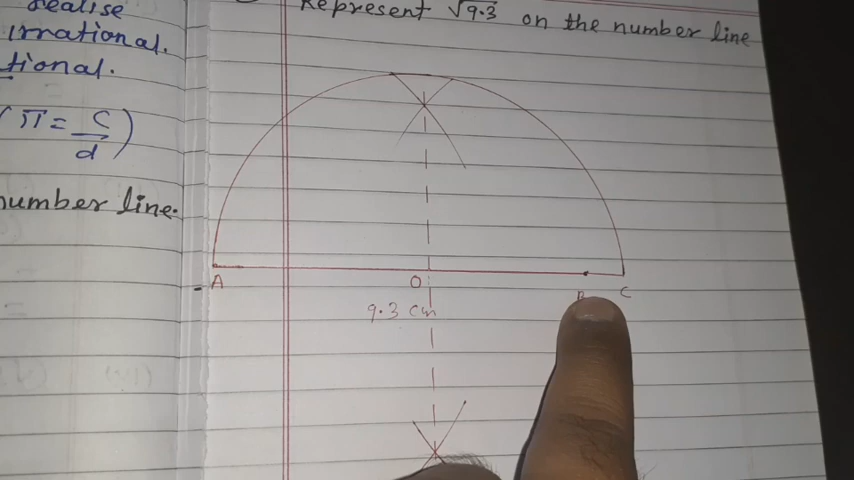 realise
irrational.
tional.
(π = C/d)
number line.
Represent √9.3 on the number line
A
O
B
C
9.3 cm